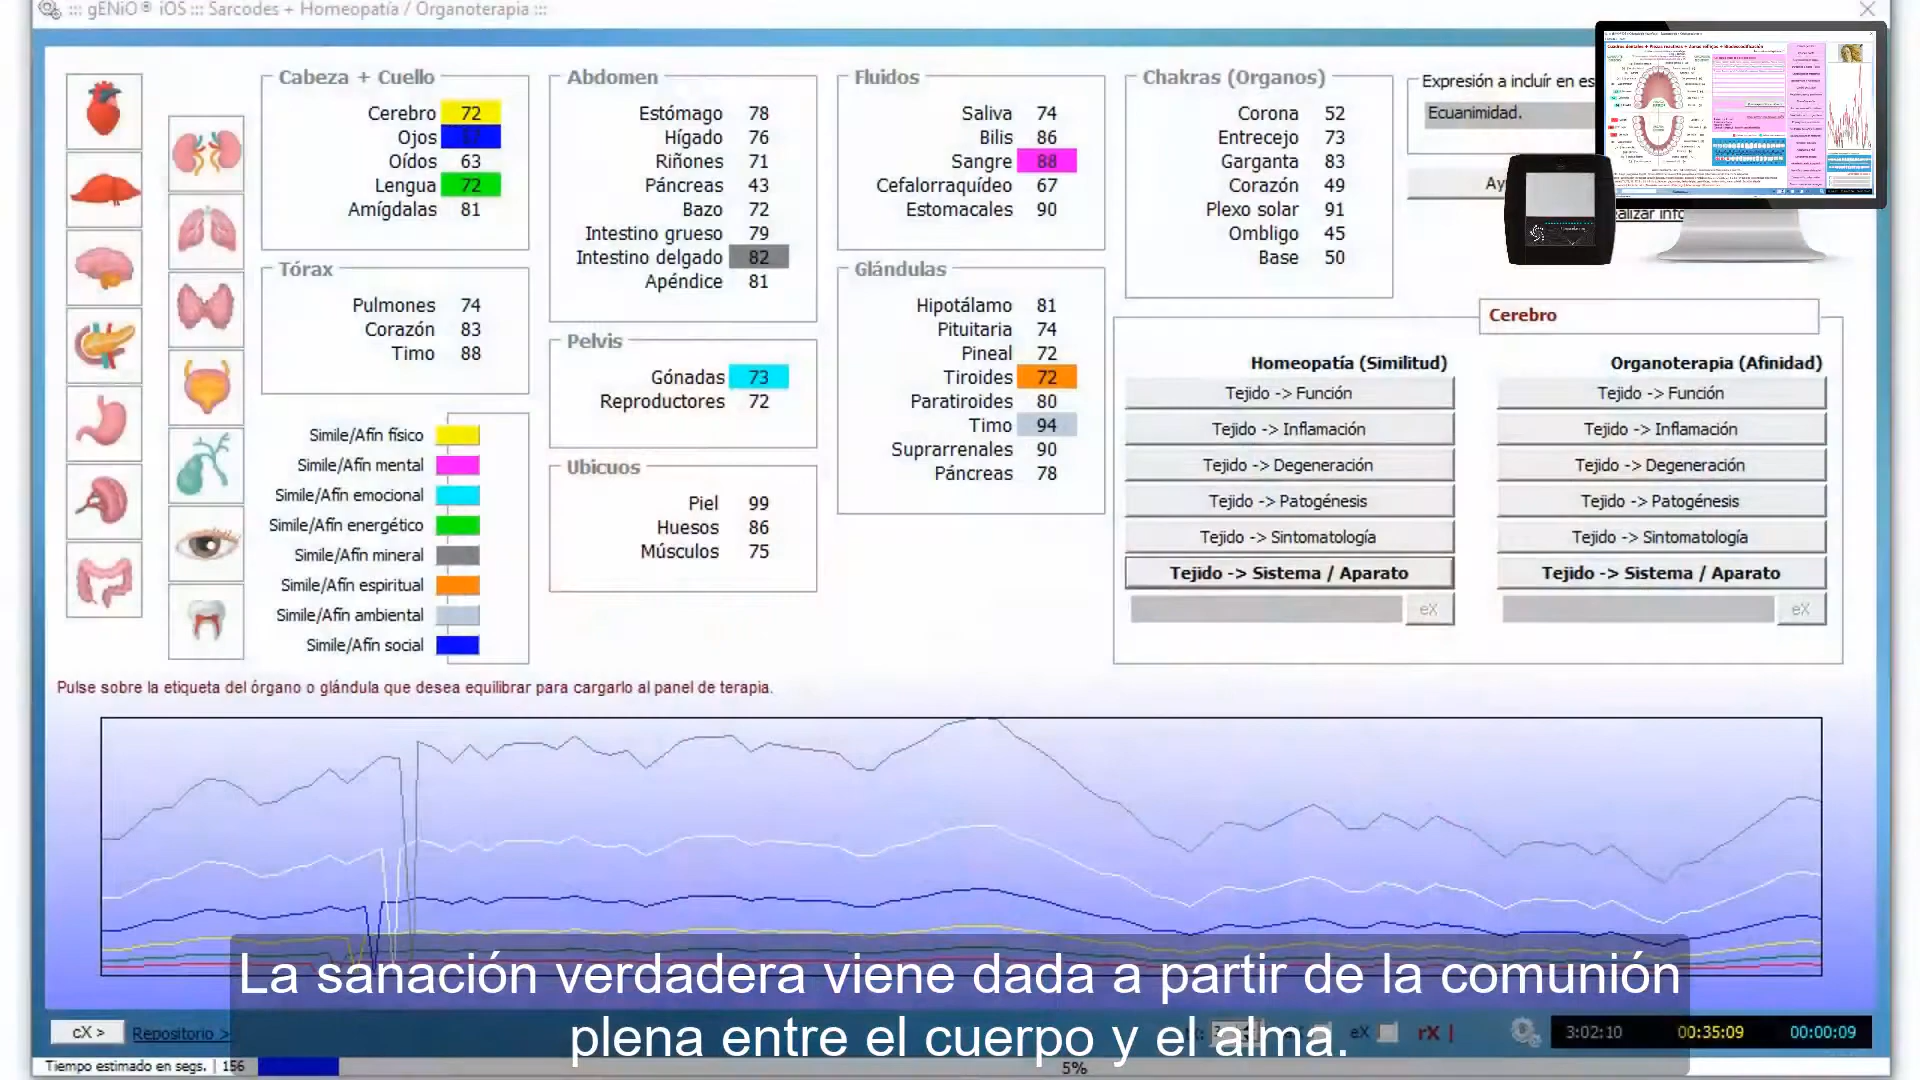 ::: gENiO® iOS ::: Sarcodes + Homeopatía / Organoterapia :::
Cabeza + Cuello
Cerebro 72
Ojos
Oídos 63
Lengua 72
Amígdalas 81
Tórax
Pulmones 74
Corazón 83
Timo 88
Simile/Afín físico
Simile/Afín mental
Simile/Afín emocional
Simile/Afín energético
Simile/Afín mineral
Simile/Afín espiritual
Simile/Afín ambiental
Simile/Afín social
Abdomen
Estómago 78
Hígado 76
Riñones 71
Páncreas 43
Bazo 72
Intestino grueso 79
Intestino delgado 82
Apéndice 81
Pelvis
Gónadas 73
Reproductores 72
Ubicuos
Piel 99
Huesos 86
Músculos 75
Fluidos
Saliva 74
Bilis 86
Sangre 88
Cefalorraquídeo 67
Estomacales 90
Glándulas
Hipotálamo 81
Pituitaria 74
Pineal 72
Tiroides 72
Paratiroides 80
Timo 94
Suprarrenales 90
Páncreas 78
Chakras (Organos)
Corona 52
Entrecejo 73
Garganta 83
Corazón 49
Plexo solar 91
Ombligo 45
Base 50
Expresión a incluír en es
Ecuanimidad.
Ay
alizar info
Cerebro
Homeopatía (Similitud)
Tejido -> Función
Tejido -> Inflamación
Tejido -> Degeneración
Tejido -> Patogénesis
Tejido -> Sintomatología
Tejido -> Sistema / Aparato
eX
Organoterapia (Afinidad)
Tejido -> Función
Tejido -> Inflamación
Tejido -> Degeneración
Tejido -> Patogénesis
Tejido -> Sintomatología
Tejido -> Sistema / Aparato
eX
Pulse sobre la etiqueta del órgano o glándula que desea equilibrar para cargarlo al panel de terapia.
La sanación verdadera viene dada a partir de la comunión
plena entre el cuerpo y el alma.
cX > Repositorio > eX rX | 3:02:10 00:35:09 00:00:09
Tiempo estimado en segs. | 156 5%